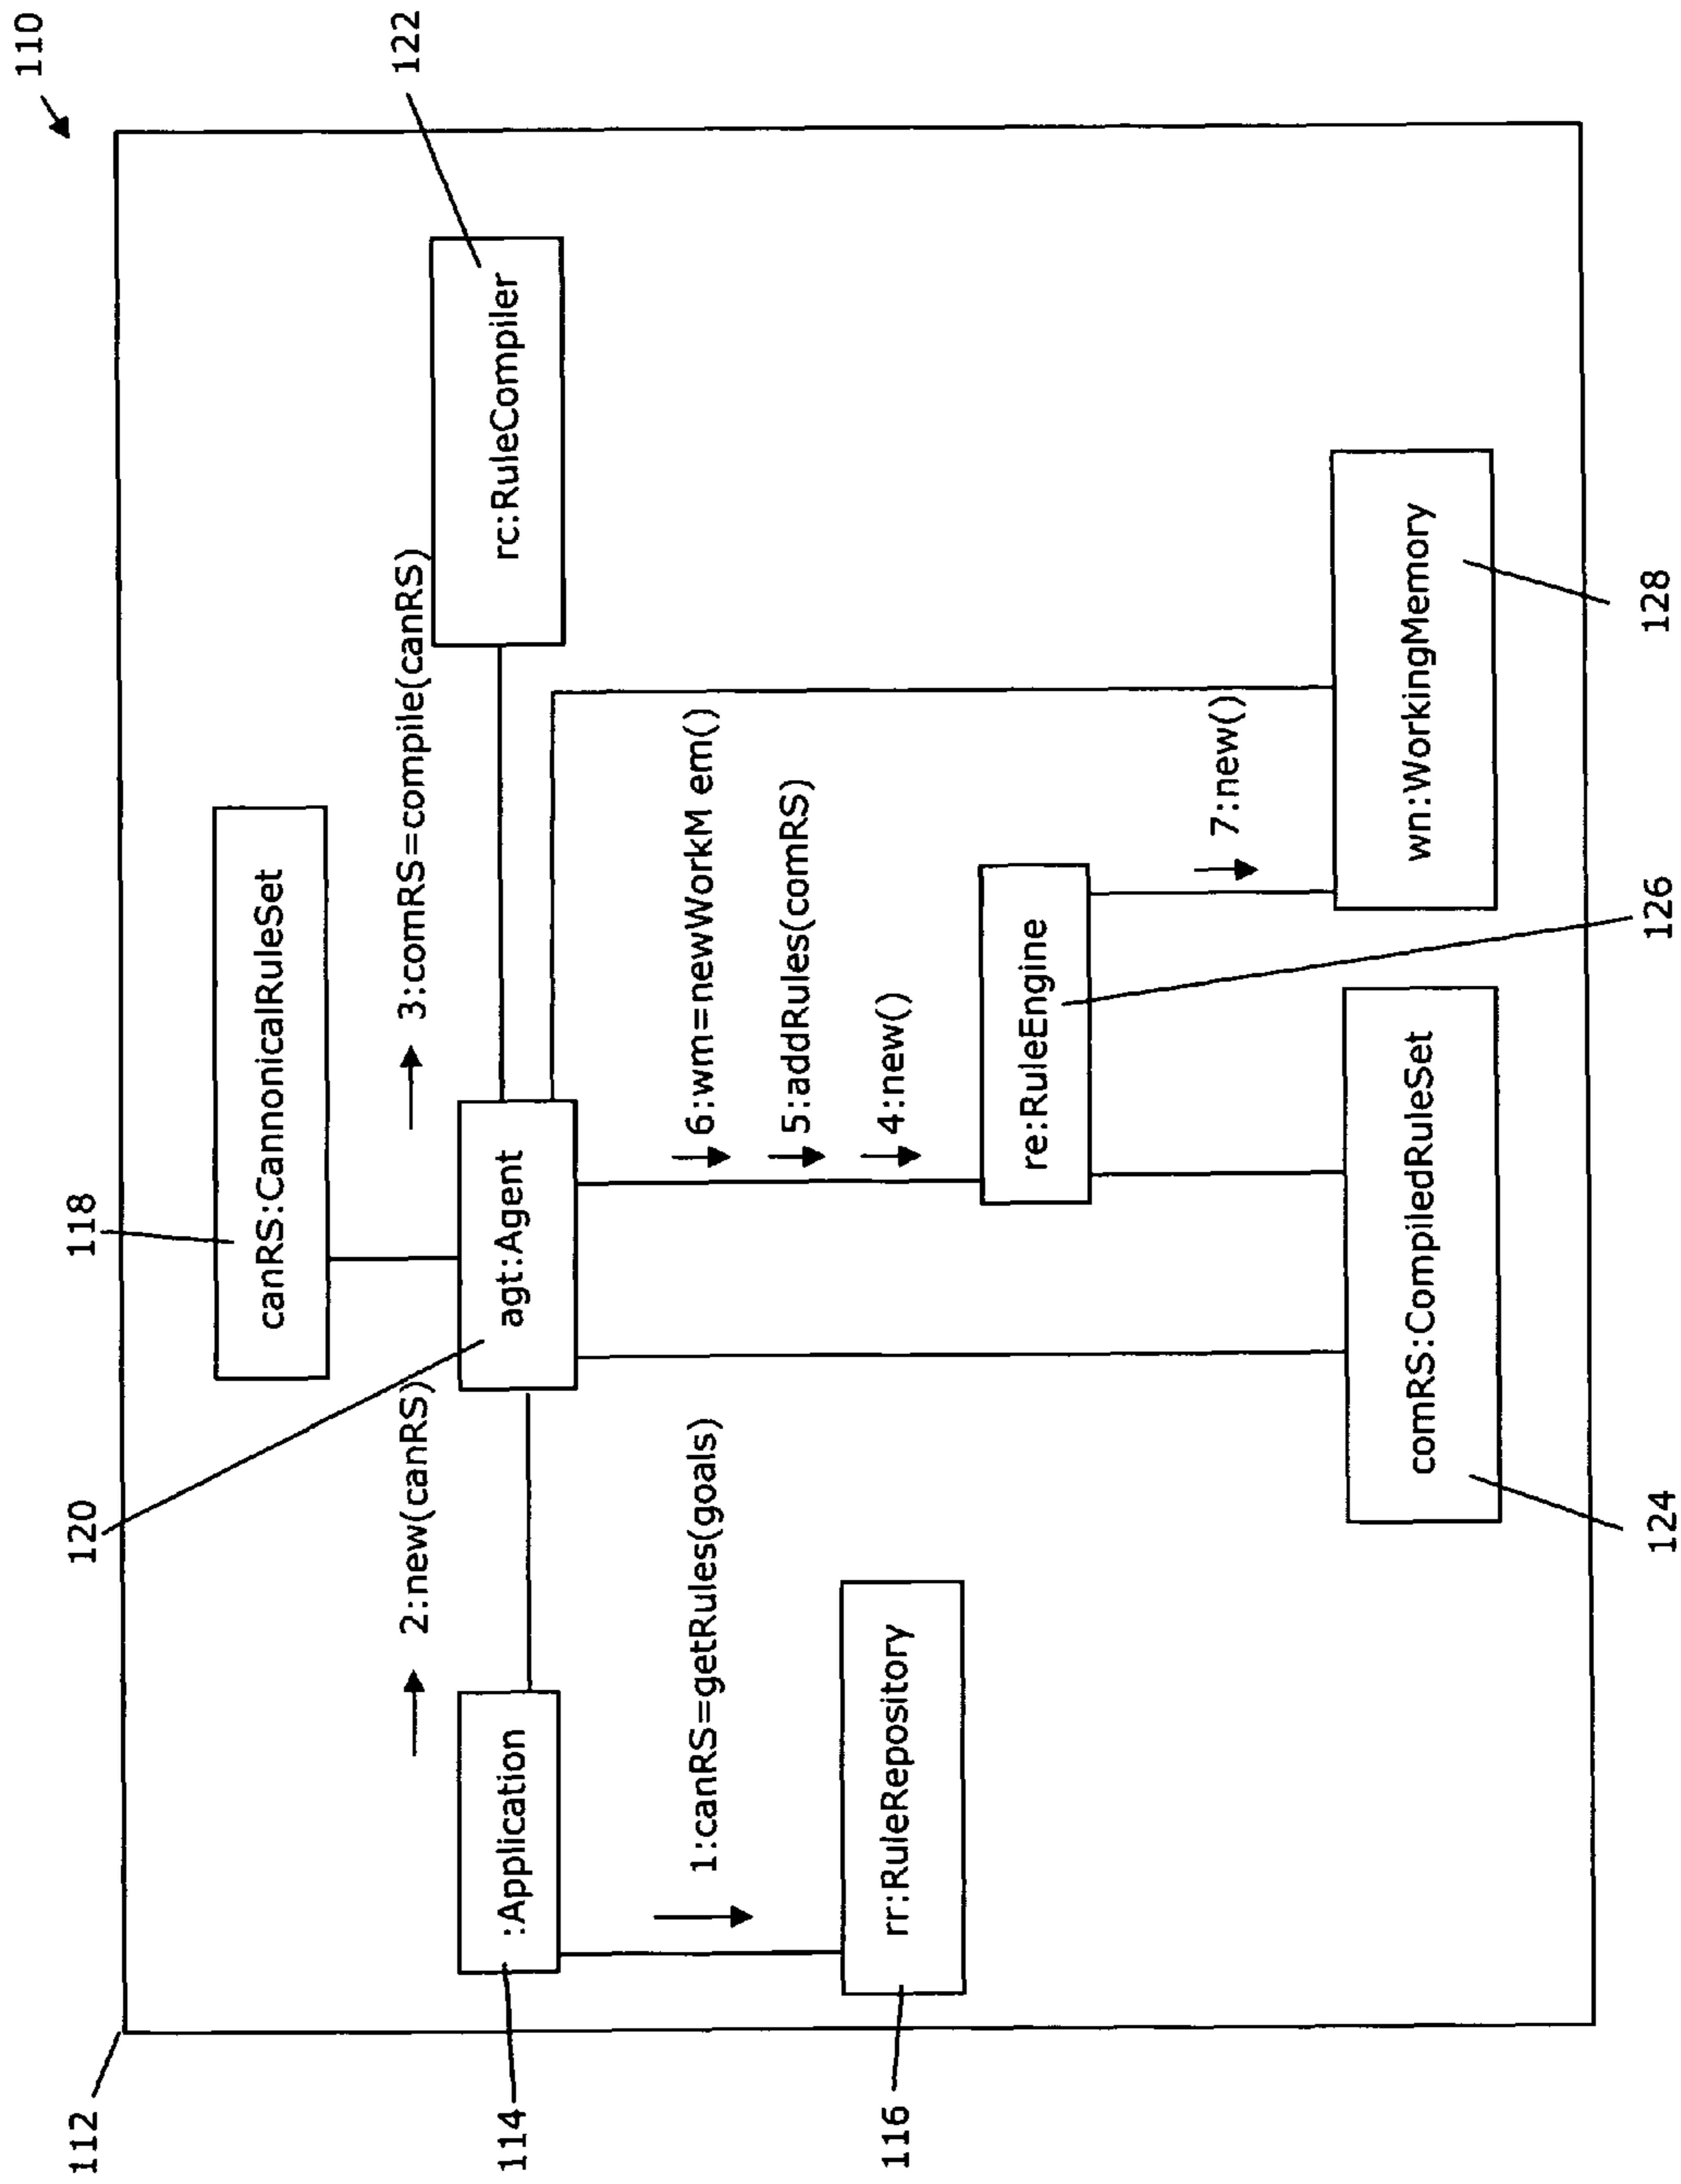 110
122
112
118
canRS:CannonicalRuleSet
120
2:new(canRS)
3:comRS=compile(canRS)
:Application
agt:Agent
rc:RuleCompiler
114
1:canRS=getRules(goals)
6:wm=newWorkM em()
5:addRules(comRS)
4:new()
rr:RuleRepository
116
re:RuleEngine
7:new()
comRS:CompiledRuleSet
wn:WorkingMemory
124
126
128